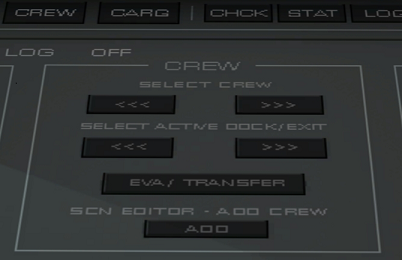 CREW CARG | CHCK STAT LOG
LOG OFF
CREW
SELECT CREW
<<< >>>
SELECT ACTIVE DOCK/EXIT
<<< >>>
EVA/ TRANSFER
SCN EDITOR - ADD CREW
ADD